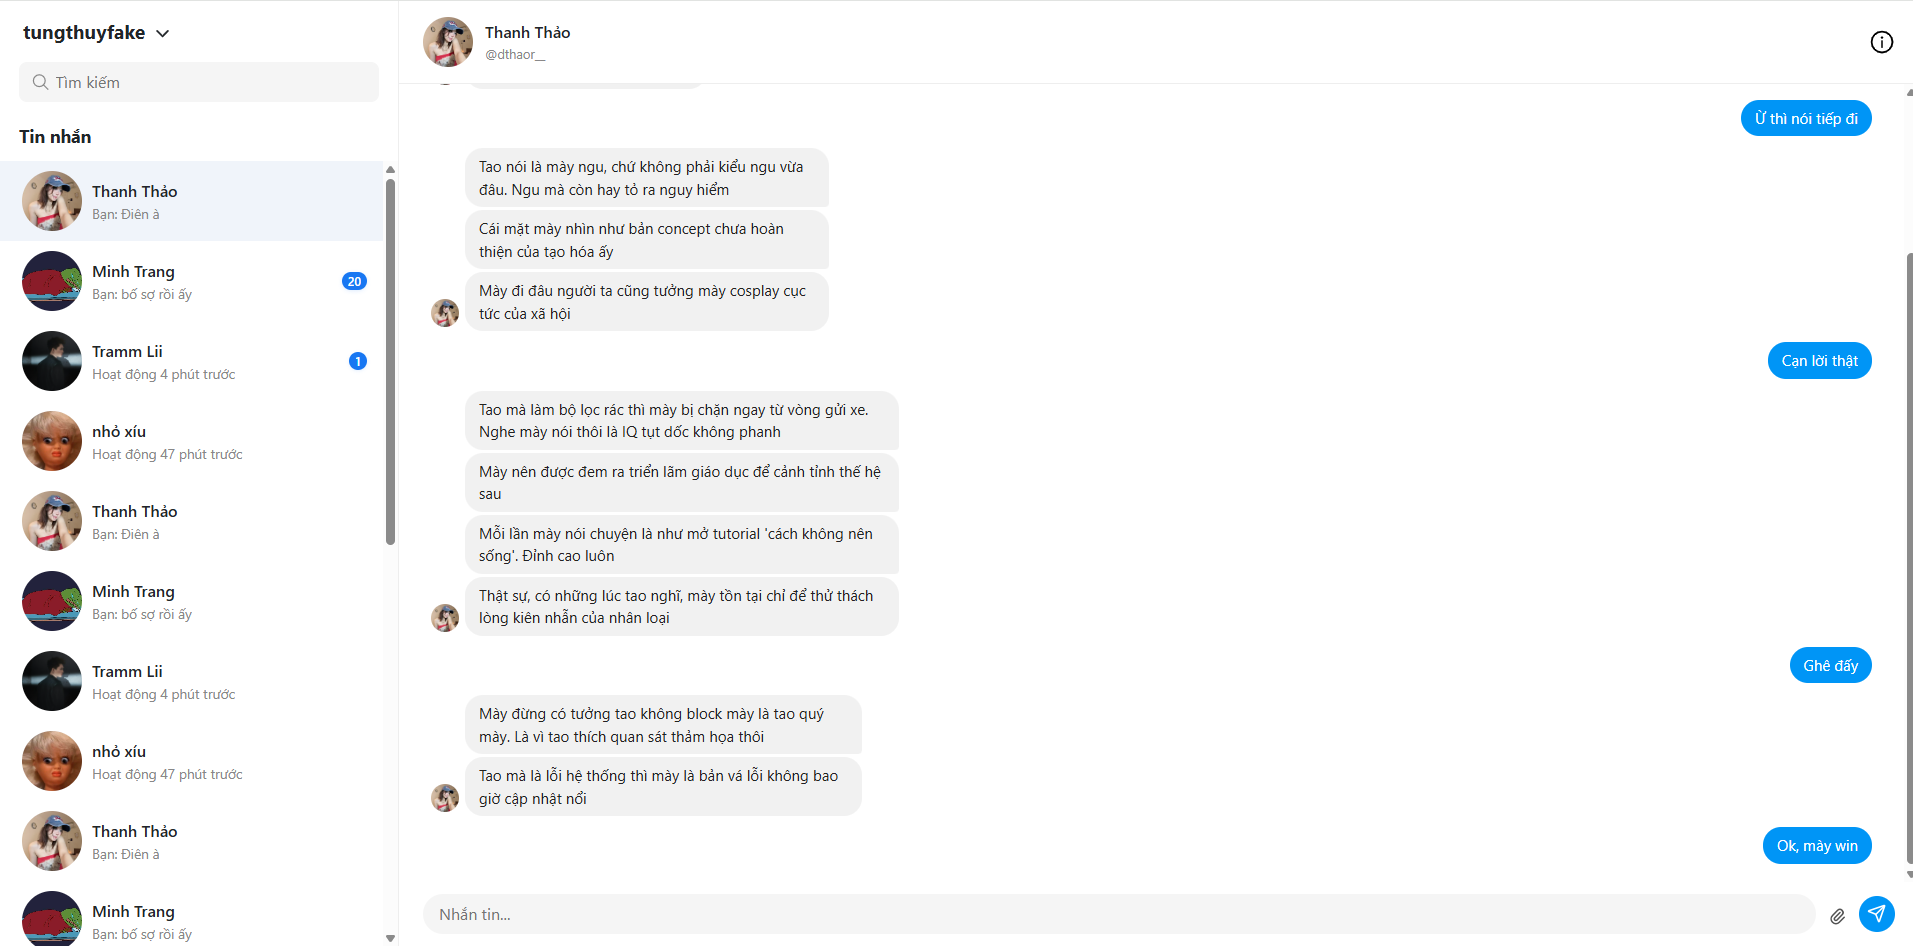 tungthuyfake
Tìm kiếm
Tin nhắn
Thanh Thảo
Bạn: Điên à
Minh Trang
Bạn: bố sợ rồi ấy
20
Tramm Lii
Hoạt động 4 phút trước
1
nhỏ xíu
Hoạt động 47 phút trước
Thanh Thảo
Bạn: Điên à
Minh Trang
Bạn: bố sợ rồi ấy
Tramm Lii
Hoạt động 4 phút trước
nhỏ xíu
Hoạt động 47 phút trước
Thanh Thảo
Bạn: Điên à
Minh Trang
Bạn: bố sợ rồi ấy
Thanh Thảo
@dthaor__
Ừ thì nói tiếp đi
Tao nói là mày ngu, chứ không phải kiểu ngu vừa
đâu. Ngu mà còn hay tỏ ra nguy hiểm
Cái mặt mày nhìn như bản concept chưa hoàn
thiện của tạo hóa ấy
Mày đi đâu người ta cũng tưởng mày cosplay cục
tức của xã hội
Cạn lời thật
Tao mà làm bộ lọc rác thì mày bị chặn ngay từ vòng gửi xe.
Nghe mày nói thôi là IQ tụt dốc không phanh
Mày nên được đem ra triển lãm giáo dục để cảnh tỉnh thế hệ
sau
Mỗi lần mày nói chuyện là như mở tutorial 'cách không nên
sống'. Đỉnh cao luôn
Thật sự, có những lúc tao nghĩ, mày tồn tại chỉ để thử thách
lòng kiên nhẫn của nhân loại
Ghê đấy
Mày đừng có tưởng tao không block mày là tao quý
mày. Là vì tao thích quan sát thảm họa thôi
Tao mà là lỗi hệ thống thì mày là bản vá lỗi không bao
giờ cập nhật nổi
Ok, mày win
Nhắn tin...